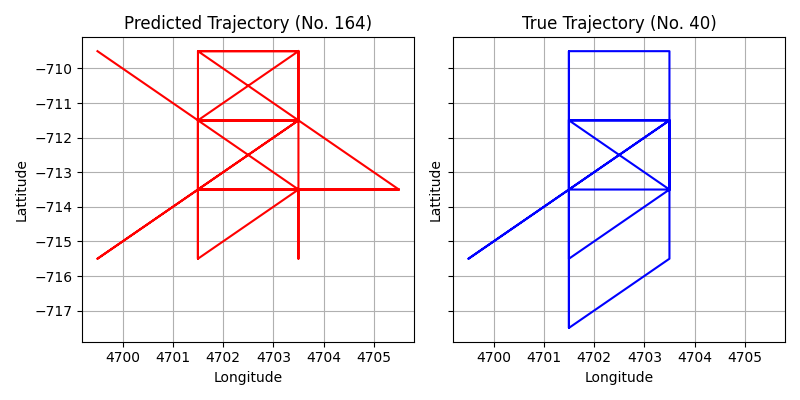 Predicted Trajectory (No. 164)
True Trajectory (No. 40)
−710
−711
−712
−713
−714
−715
−716
−717
Lattitude
Lattitude
4700 4701 4702 4703 4704 4705
4700 4701 4702 4703 4704 4705
Longitude
Longitude